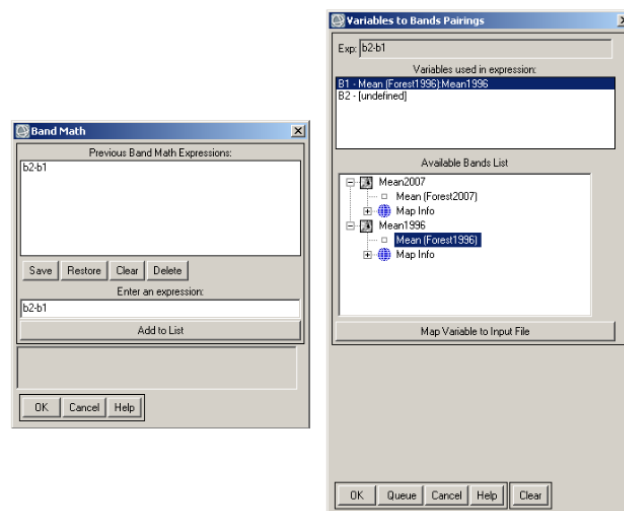 Band Math
Previous Band Math Expressions:
b2-b1
Save Restore Clear Delete
Enter an expression:
b2-b1
Add to List
OK Cancel Help
Variables to Bands Pairings
Exp: b2-b1
Variables used in expression:
B1 - Mean (Forest1996):Mean1996
B2 - [undefined]
Available Bands List
Mean2007
Mean (Forest2007)
Map Info
Mean1996
Mean (Forest1996)
Map Info
Map Variable to Input File
OK Queue Cancel Help Clear